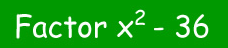 Factor x² - 36